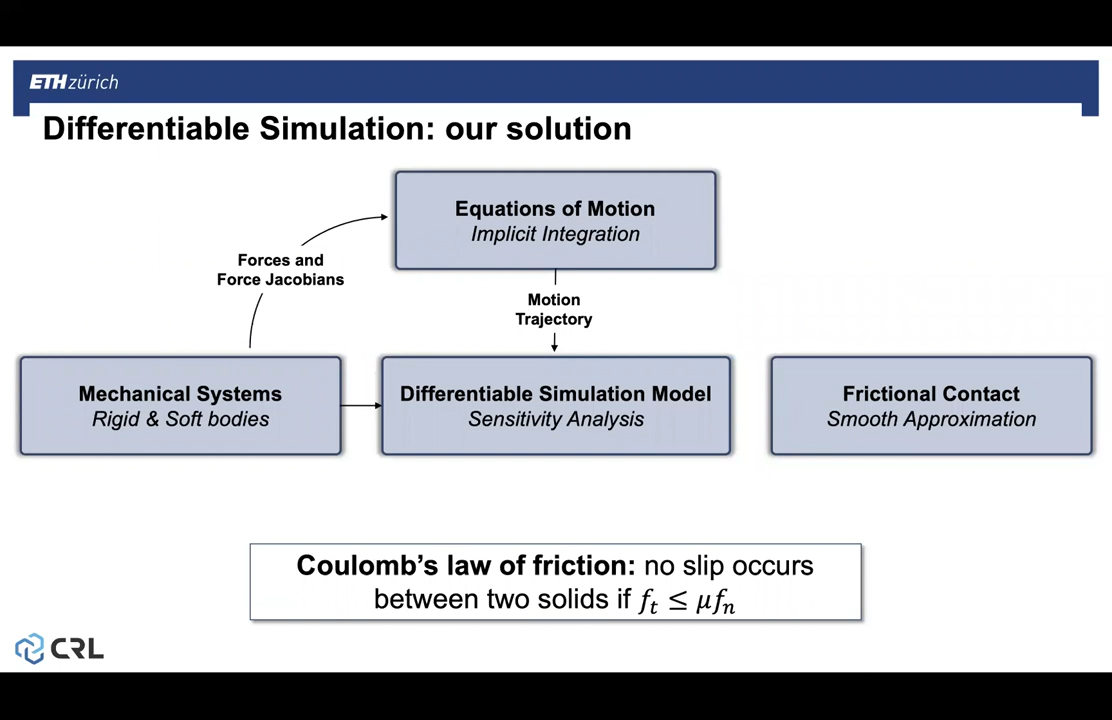 ETH zürich
Differentiable Simulation: our solution
Equations of Motion
Implicit Integration
Forces and
Force Jacobians
Motion
Trajectory
Mechanical Systems
Rigid & Soft bodies
Differentiable Simulation Model
Sensitivity Analysis
Frictional Contact
Smooth Approximation
Coulomb’s law of friction: no slip occurs
between two solids if 𝑓ₜ ≤ 𝜇𝑓ₙ
CRL